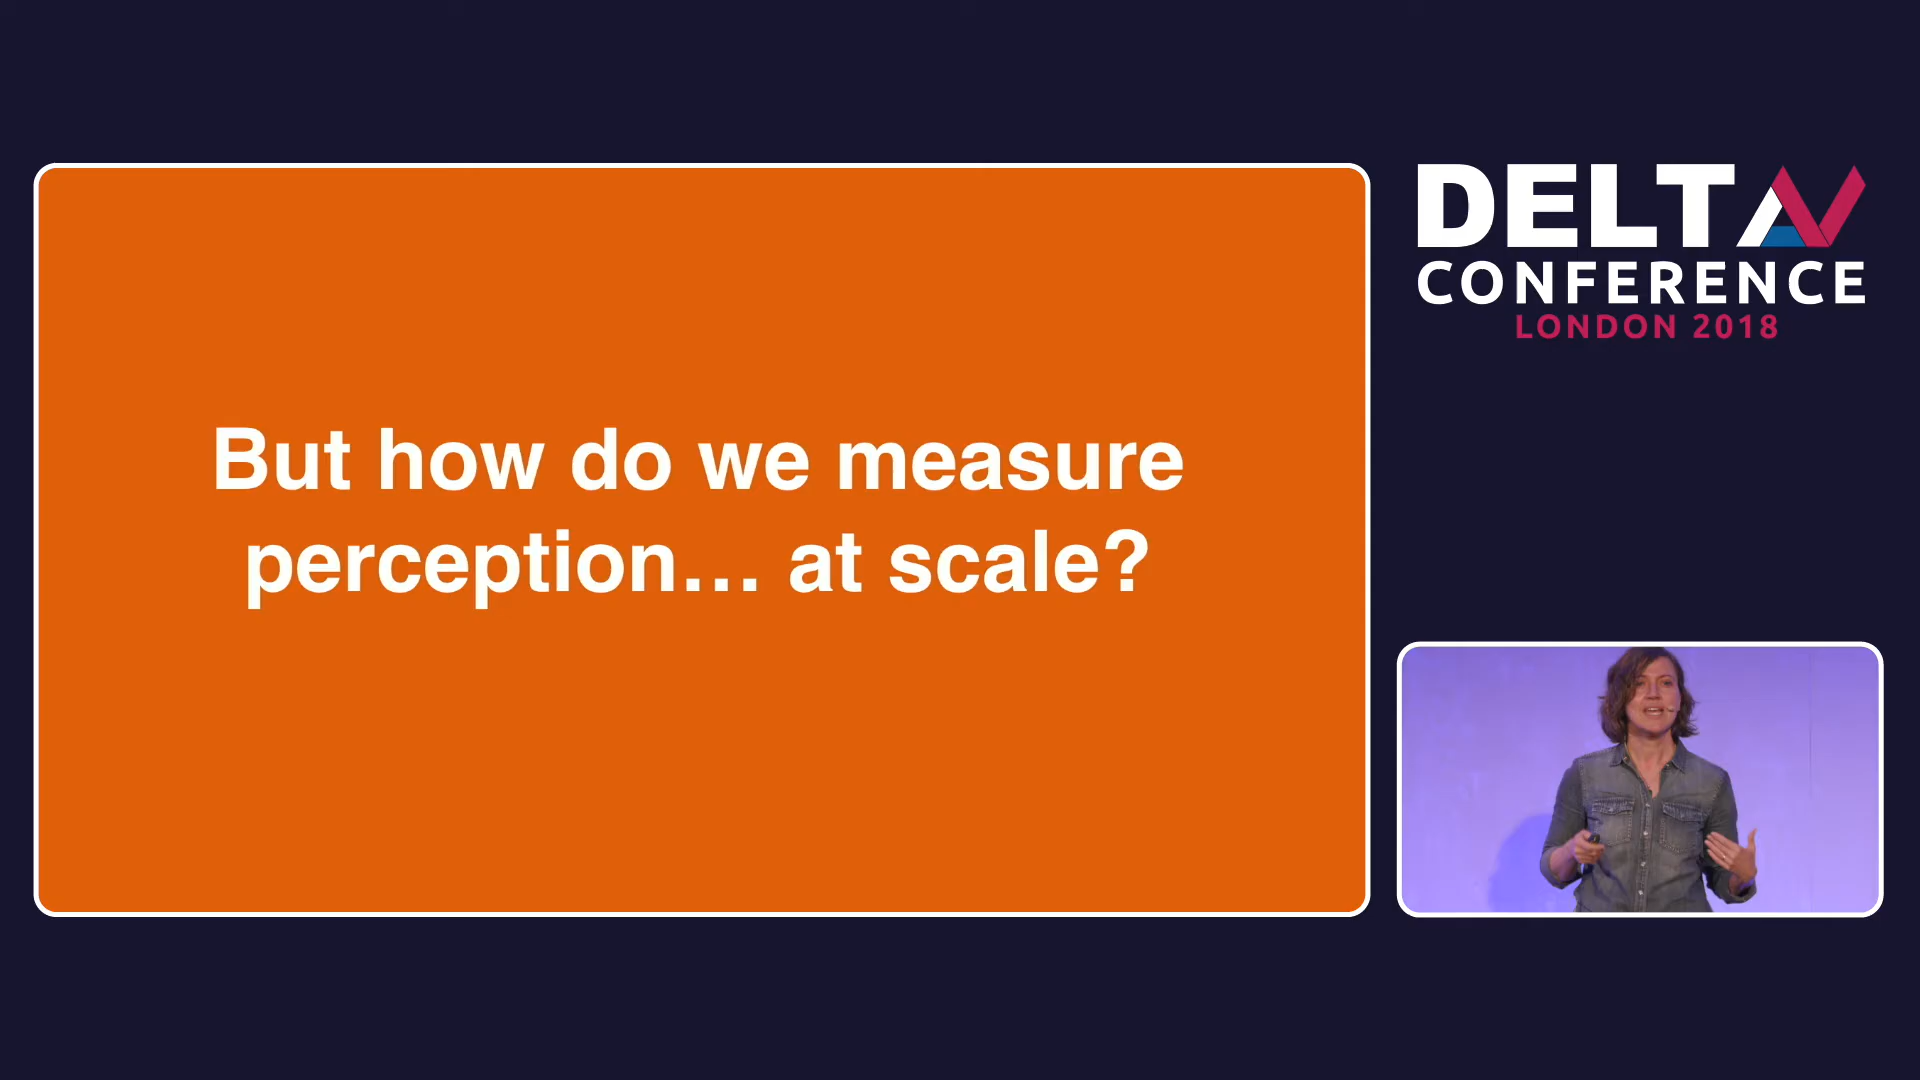 But how do we measure
perception… at scale?
DELTA V
CONFERENCE
LONDON 2018